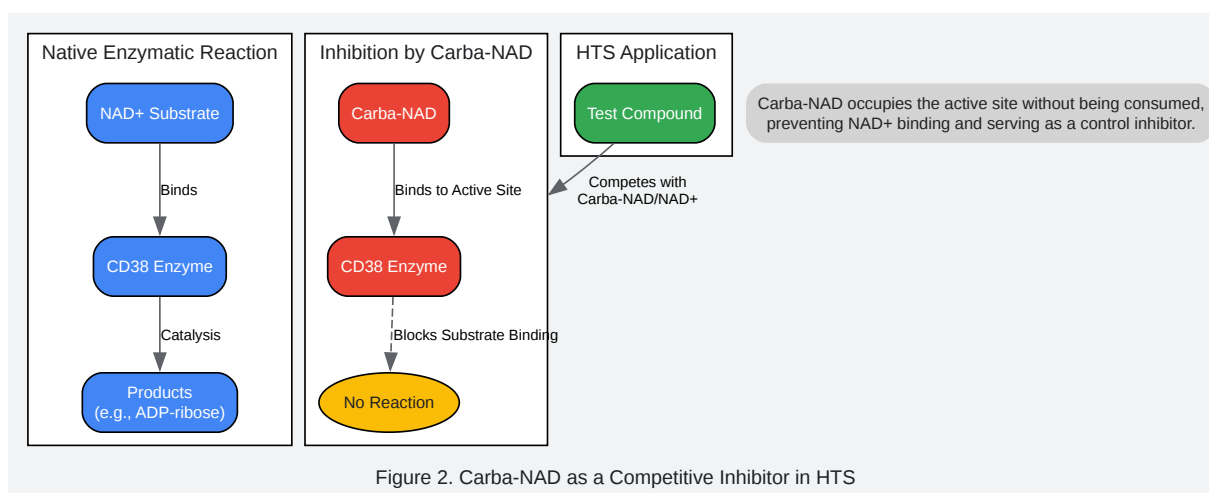 Native Enzymatic Reaction
NAD+ Substrate
Binds
CD38 Enzyme
Catalysis
Products
(e.g., ADP-ribose)
Inhibition by Carba-NAD
Carba-NAD
Binds to Active Site
CD38 Enzyme
Blocks Substrate Binding
No Reaction
HTS Application
Test Compound
Competes with
Carba-NAD/NAD+
Carba-NAD occupies the active site without being consumed,
preventing NAD+ binding and serving as a control inhibitor.
Figure 2. Carba-NAD as a Competitive Inhibitor in HTS